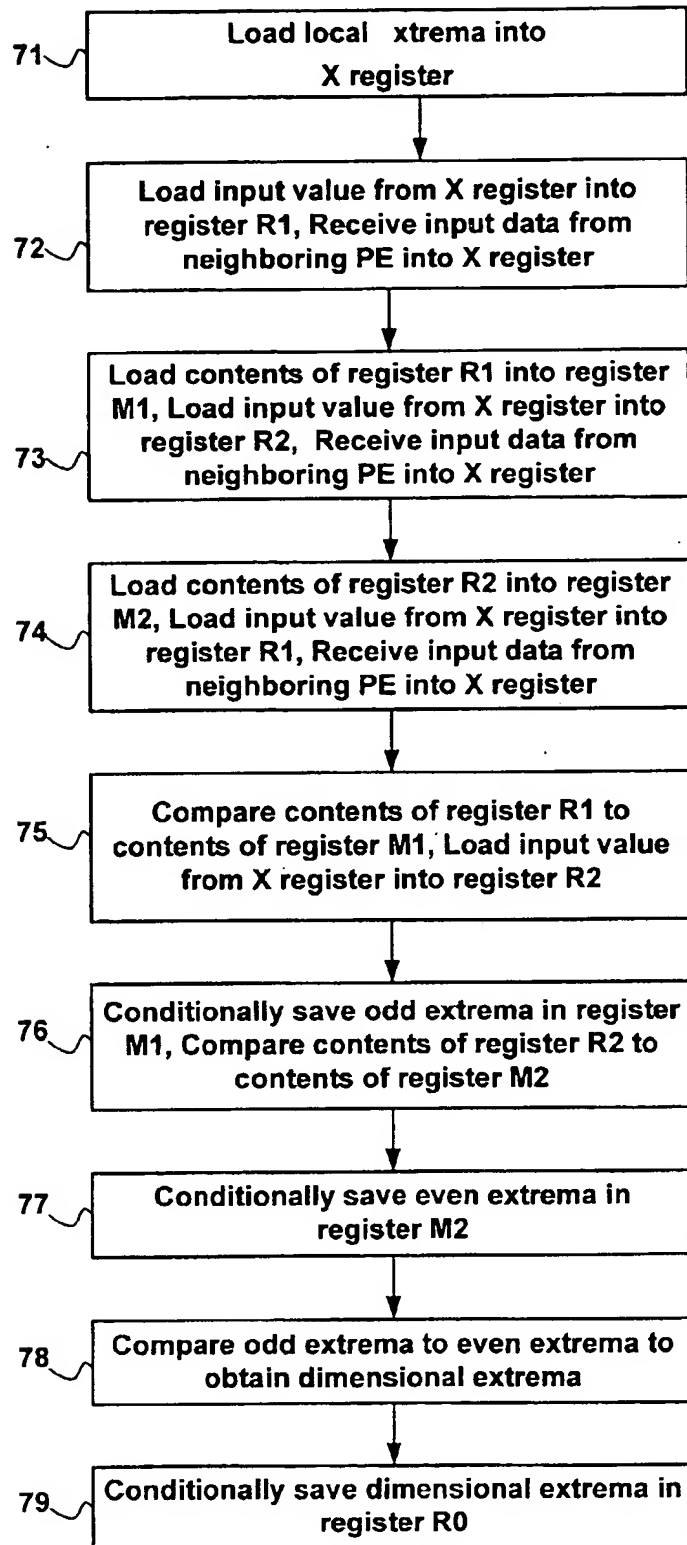 71
Load local xtrema into
X register
72
Load input value from X register into
register R1, Receive input data from
neighboring PE into X register
73
Load contents of register R1 into register
M1, Load input value from X register into
register R2, Receive input data from
neighboring PE into X register
74
Load contents of register R2 into register
M2, Load input value from X register into
register R1, Receive input data from
neighboring PE into X register
75
Compare contents of register R1 to
contents of register M1, Load input value
from X register into register R2
76
Conditionally save odd extrema in register
M1, Compare contents of register R2 to
contents of register M2
77
Conditionally save even extrema in
register M2
78
Compare odd extrema to even extrema to
obtain dimensional extrema
79
Conditionally save dimensional extrema in
register R0